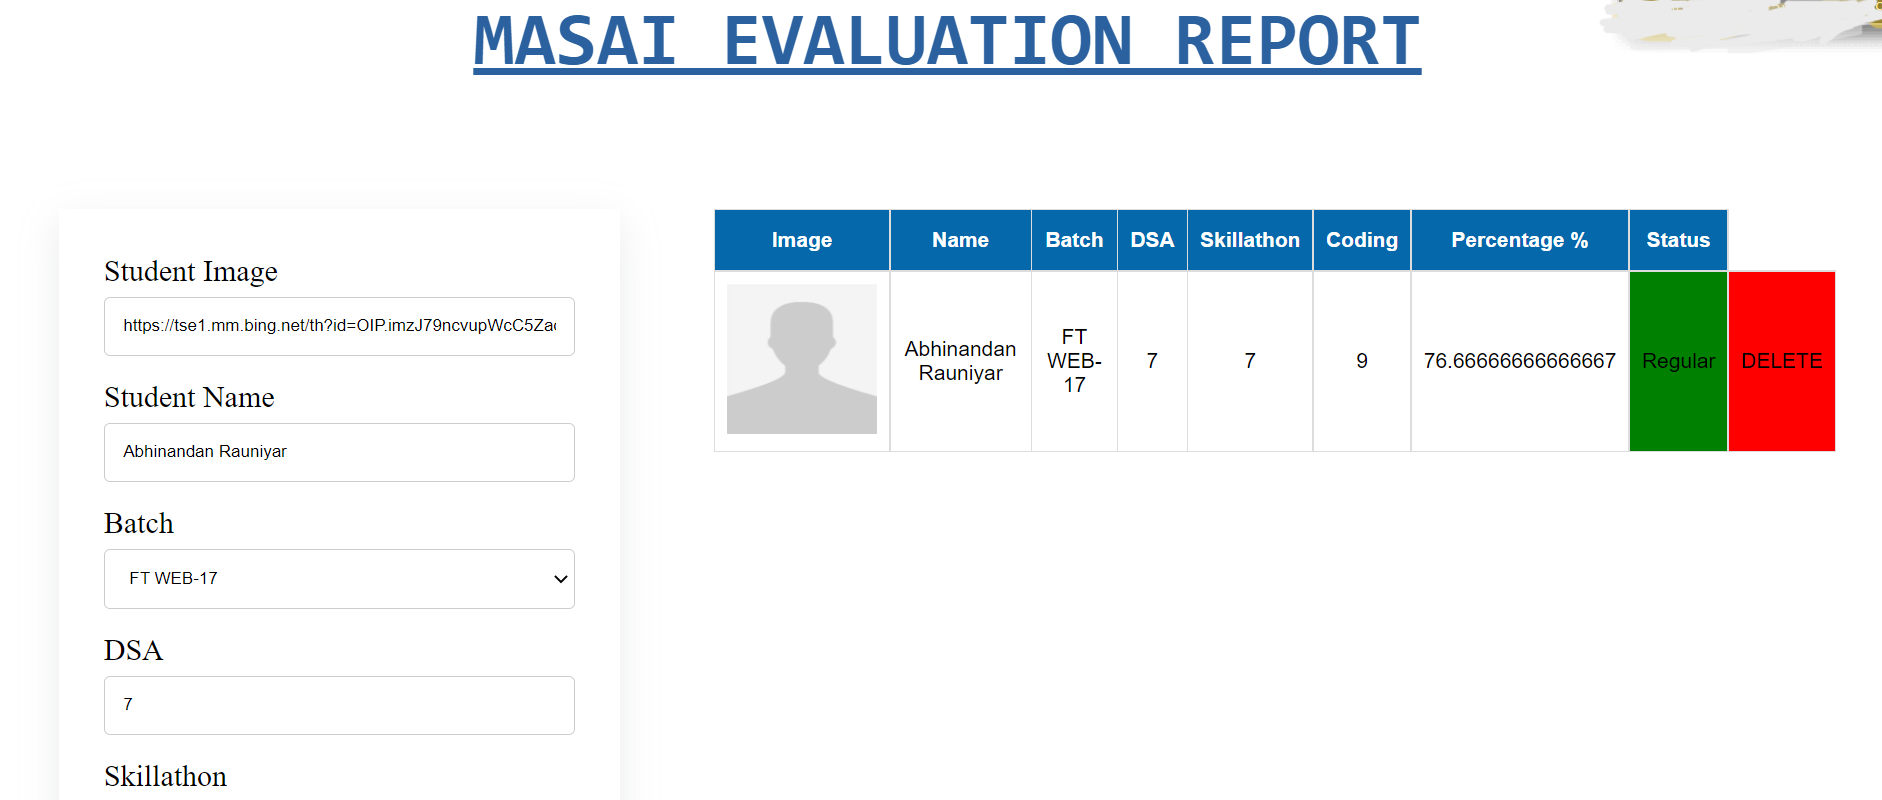 MASAI EVALUATION REPORT
Student Image
https://tse1.mm.bing.net/th?id=OIP.imzJ79ncvupWcC5Zac
Student Name
Abhinandan Rauniyar
Batch
FT WEB-17
DSA
7
Skillathon
Image Name Batch DSA Skillathon Coding Percentage % Status
Abhinandan
Rauniyar
FT
WEB-
17
7
7
9
76.66666666666667
Regular
DELETE